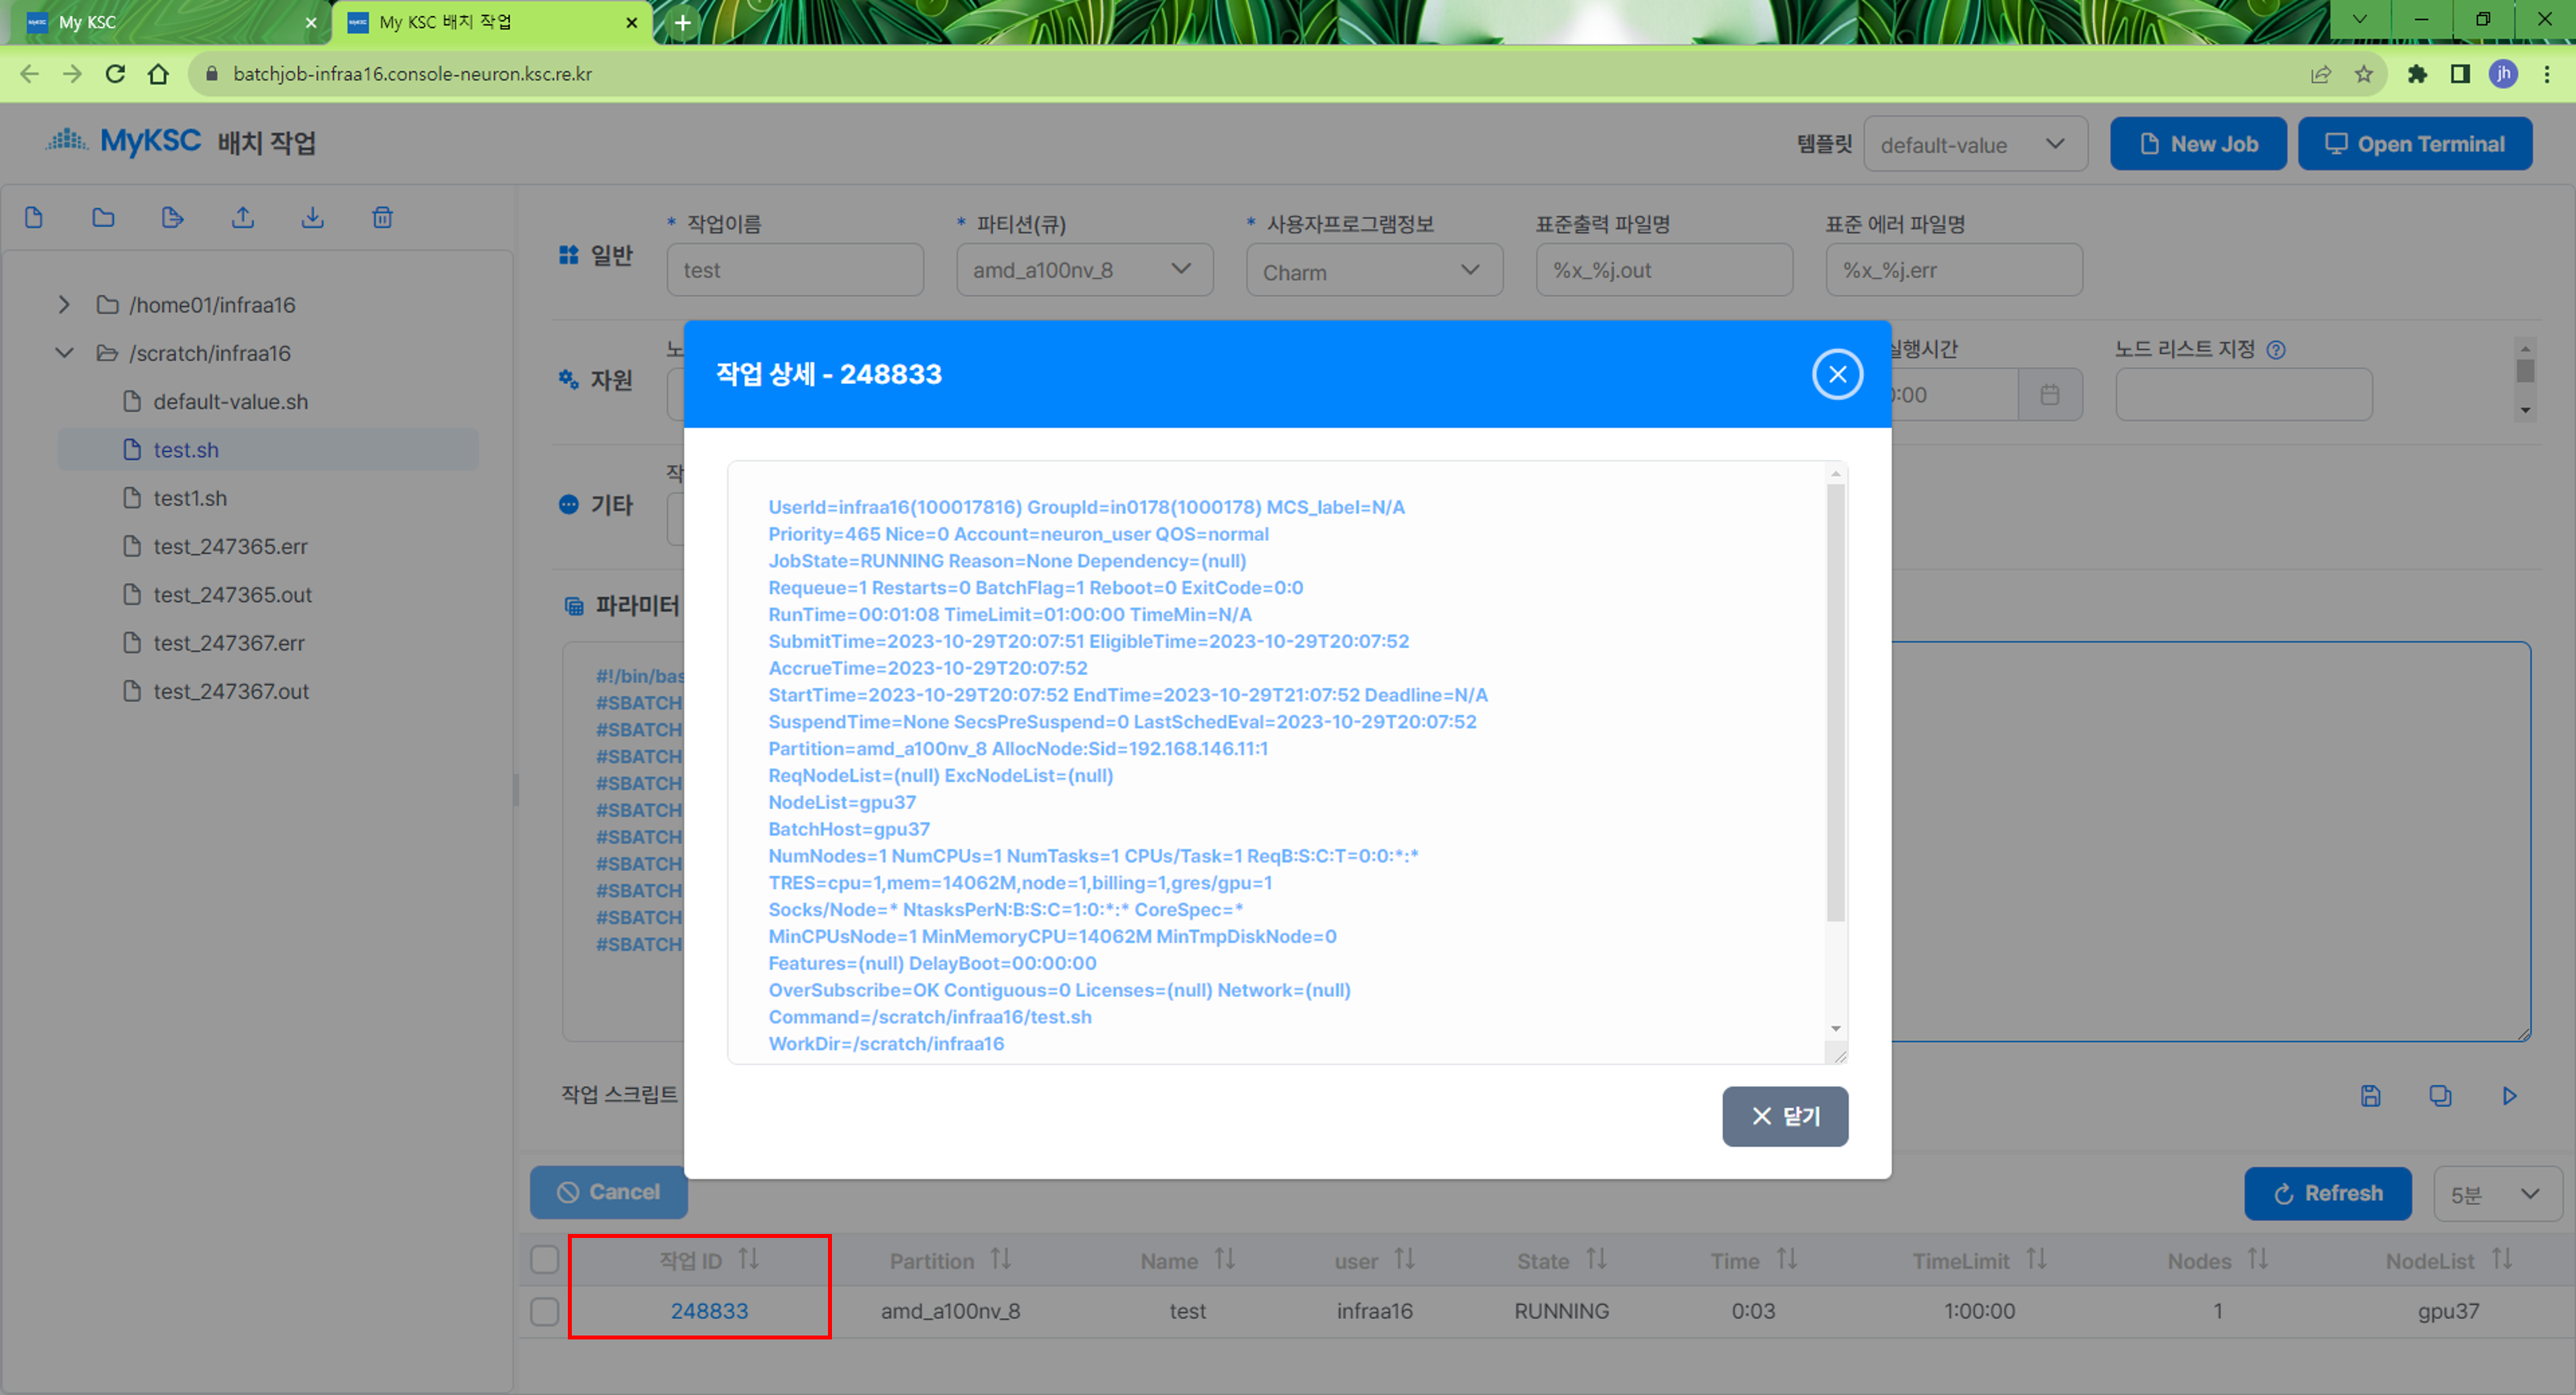 My KSC
My KSC 배치 작업
batchjob-infraa16.console-neuron.ksc.re.kr
jh
MyKSC 배치 작업
템플릿
default-value
New Job
Open Terminal
일반
* 작업이름
* 파티션(큐)
* 사용자프로그램정보
표준출력 파일명
표준 에러 파일명
test
amd_a100nv_8
Charm
%x_%j.out
%x_%j.err
/home01/infraa16
/scratch/infraa16
default-value.sh
test.sh
test1.sh
test_247365.err
test_247365.out
test_247367.err
test_247367.out
자원
실행시간
노드 리스트 지정
:00
기타
파라미터
#!/bin/bas
#SBATCH
#SBATCH
#SBATCH
#SBATCH
#SBATCH
#SBATCH
#SBATCH
#SBATCH
#SBATCH
#SBATCH
작업 상세 - 248833
UserId=infraa16(100017816) GroupId=in0178(1000178) MCS_label=N/A
Priority=465 Nice=0 Account=neuron_user QOS=normal
JobState=RUNNING Reason=None Dependency=(null)
Requeue=1 Restarts=0 BatchFlag=1 Reboot=0 ExitCode=0:0
RunTime=00:01:08 TimeLimit=01:00:00 TimeMin=N/A
SubmitTime=2023-10-29T20:07:51 EligibleTime=2023-10-29T20:07:52
AccrueTime=2023-10-29T20:07:52
StartTime=2023-10-29T20:07:52 EndTime=2023-10-29T21:07:52 Deadline=N/A
SuspendTime=None SecsPreSuspend=0 LastSchedEval=2023-10-29T20:07:52
Partition=amd_a100nv_8 AllocNode:Sid=192.168.146.11:1
ReqNodeList=(null) ExcNodeList=(null)
NodeList=gpu37
BatchHost=gpu37
NumNodes=1 NumCPUs=1 NumTasks=1 CPUs/Task=1 ReqB:S:C:T=0:0:*:*
TRES=cpu=1,mem=14062M,node=1,billing=1,gres/gpu=1
Socks/Node=* NtasksPerN:B:S:C=1:0:*:* CoreSpec=*
MinCPUsNode=1 MinMemoryCPU=14062M MinTmpDiskNode=0
Features=(null) DelayBoot=00:00:00
OverSubscribe=OK Contiguous=0 Licenses=(null) Network=(null)
Command=/scratch/infraa16/test.sh
WorkDir=/scratch/infraa16
닫기
작업 스크립트
Cancel
Refresh
5분
작업 ID Partition Name user State Time TimeLimit Nodes NodeList
248833 amd_a100nv_8 test infraa16 RUNNING 0:03 1:00:00 1 gpu37